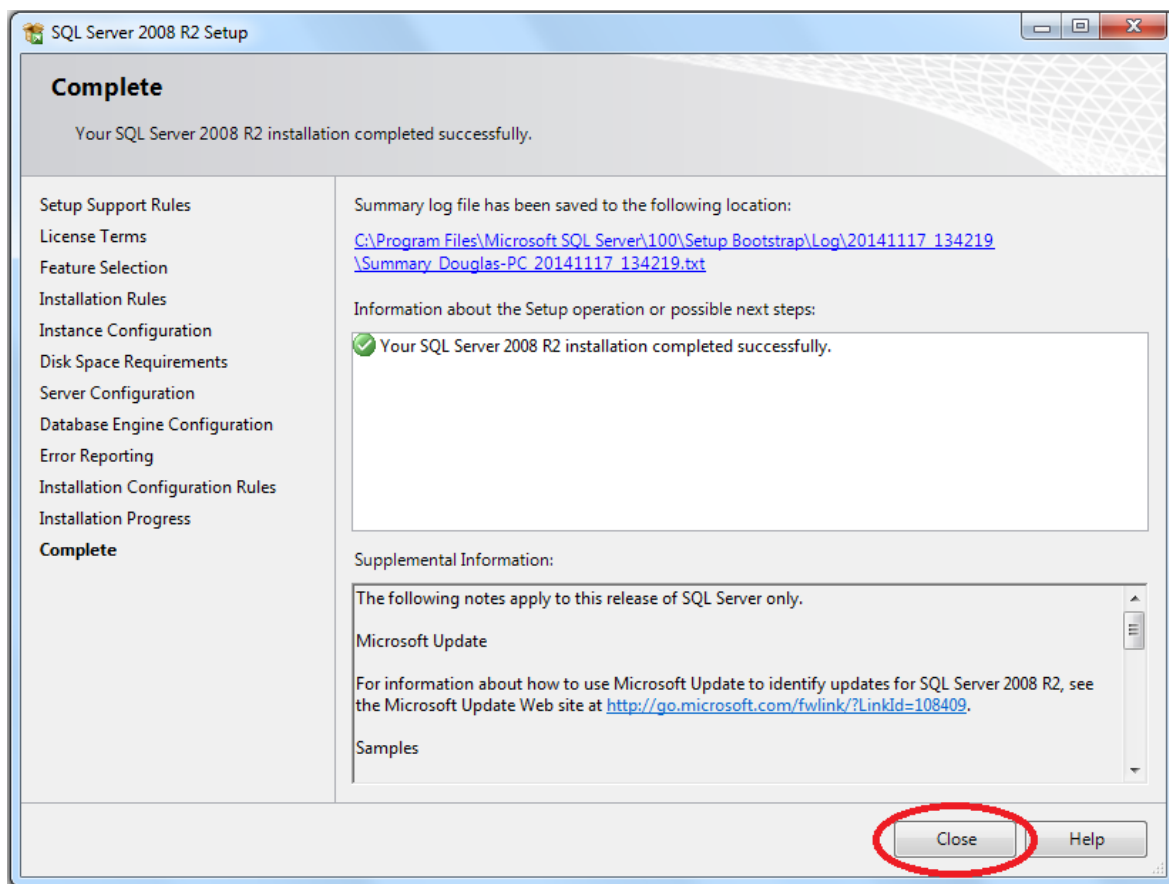 SQL Server 2008 R2 Setup
Complete
Your SQL Server 2008 R2 installation completed successfully.
Setup Support Rules
License Terms
Feature Selection
Installation Rules
Instance Configuration
Disk Space Requirements
Server Configuration
Database Engine Configuration
Error Reporting
Installation Configuration Rules
Installation Progress
Complete
Summary log file has been saved to the following location:
C:\Program Files\Microsoft SQL Server\100\Setup Bootstrap\Log\20141117_134219
\Summary_Douglas-PC_20141117_134219.txt
Information about the Setup operation or possible next steps:
Your SQL Server 2008 R2 installation completed successfully.
Supplemental Information:
The following notes apply to this release of SQL Server only.
Microsoft Update
For information about how to use Microsoft Update to identify updates for SQL Server 2008 R2, see
the Microsoft Update Web site at http://go.microsoft.com/fwlink/?LinkId=108409.
Samples
Close
Help